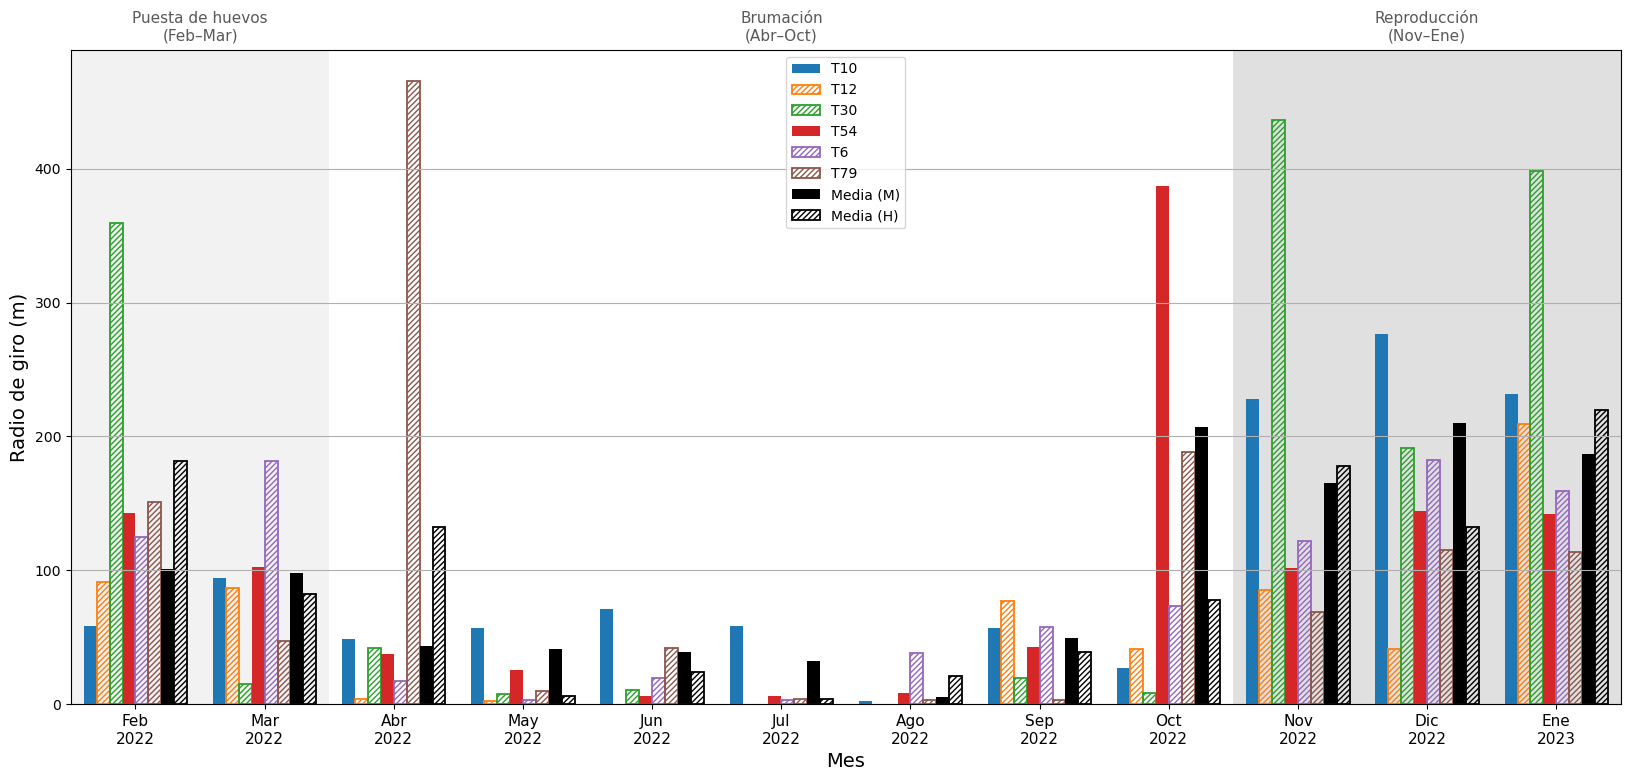 Puesta de huevos
(Feb–Mar)
Brumación
(Abr–Oct)
Reproducción
(Nov–Ene)
T10
T12
T30
T54
T6
T79
Media (M)
Media (H)
Radio de giro (m)
400
300
200
100
0
Feb
2022
Mar
2022
Abr
2022
May
2022
Jun
2022
Jul
2022
Ago
2022
Sep
2022
Oct
2022
Nov
2022
Dic
2022
Ene
2023
Mes